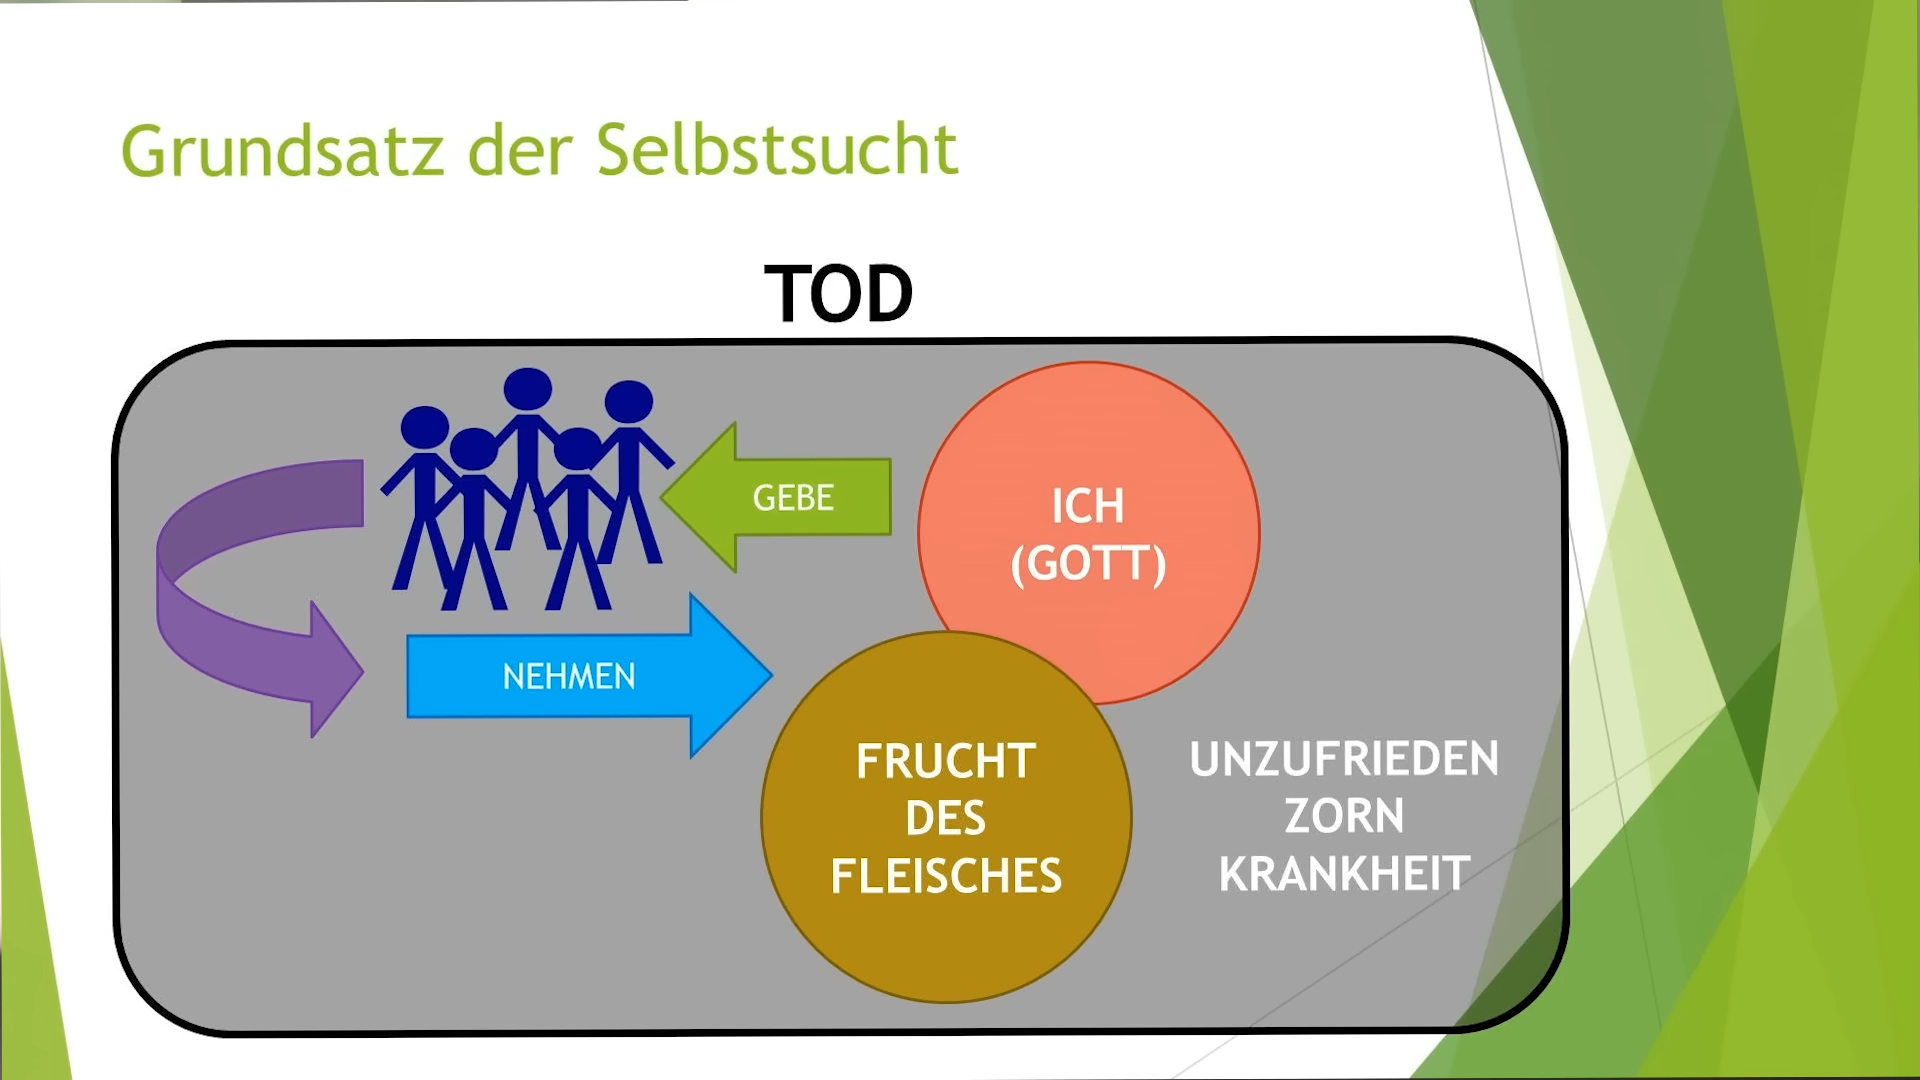 Grundsatz der Selbstsucht
TOD
GEBE
ICH
(GOTT)
NEHMEN
FRUCHT
DES
FLEISCHES
UNZUFRIEDEN
ZORN
KRANKHEIT